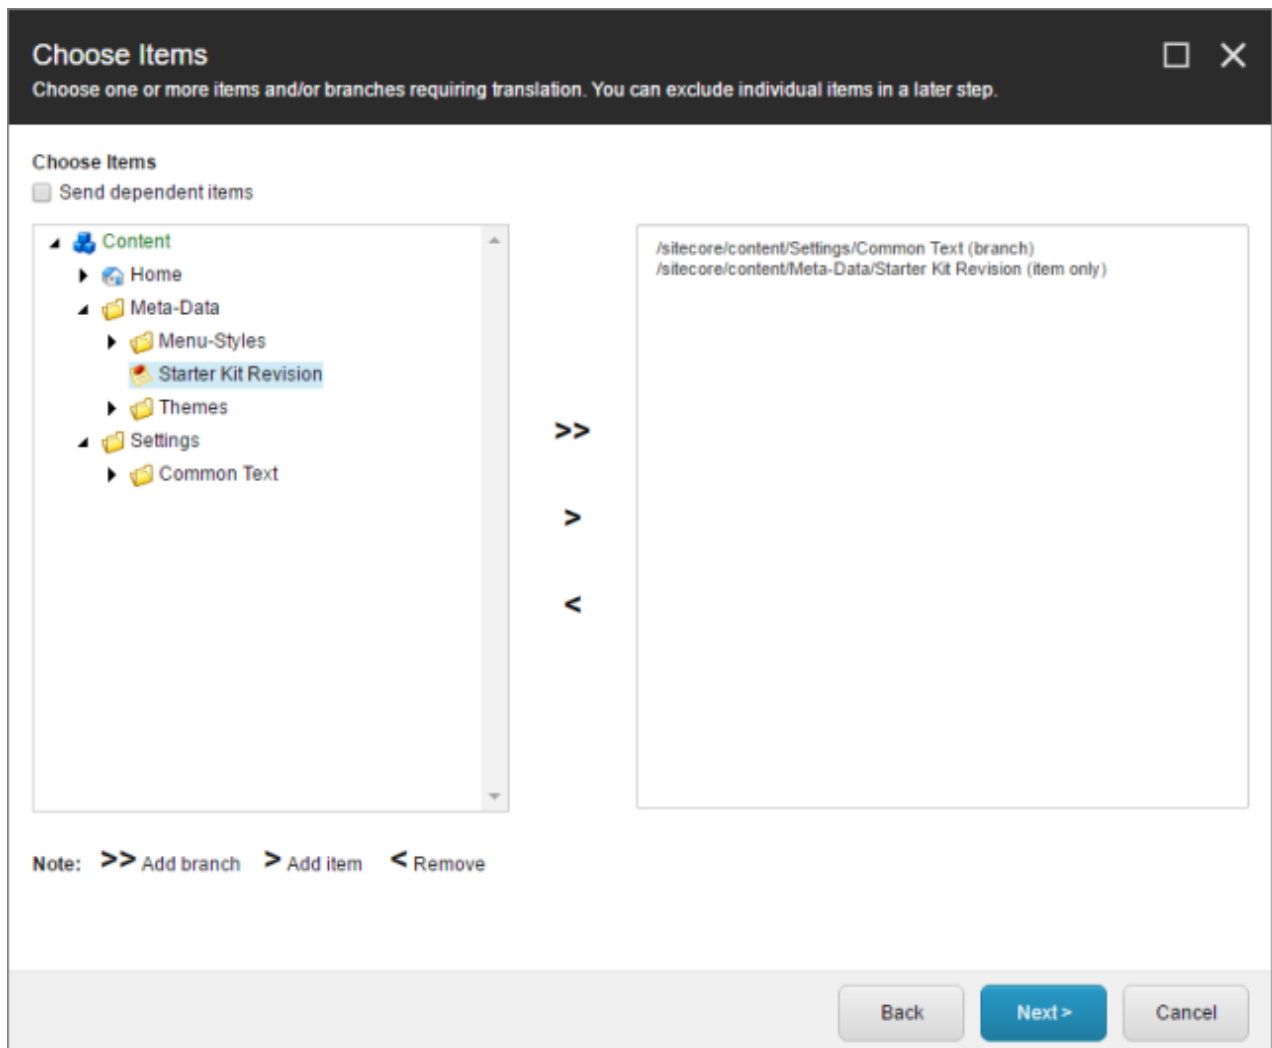 Choose Items
Choose one or more items and/or branches requiring translation. You can exclude individual items in a later step.
Choose Items
Send dependent items
Content
Home
Meta-Data
Menu-Styles
Starter Kit Revision
Themes
Settings
Common Text
>>
>
<
/sitecore/content/Settings/Common Text (branch)
/sitecore/content/Meta-Data/Starter Kit Revision (item only)
Note: >> Add branch > Add item < Remove
Back Next > Cancel